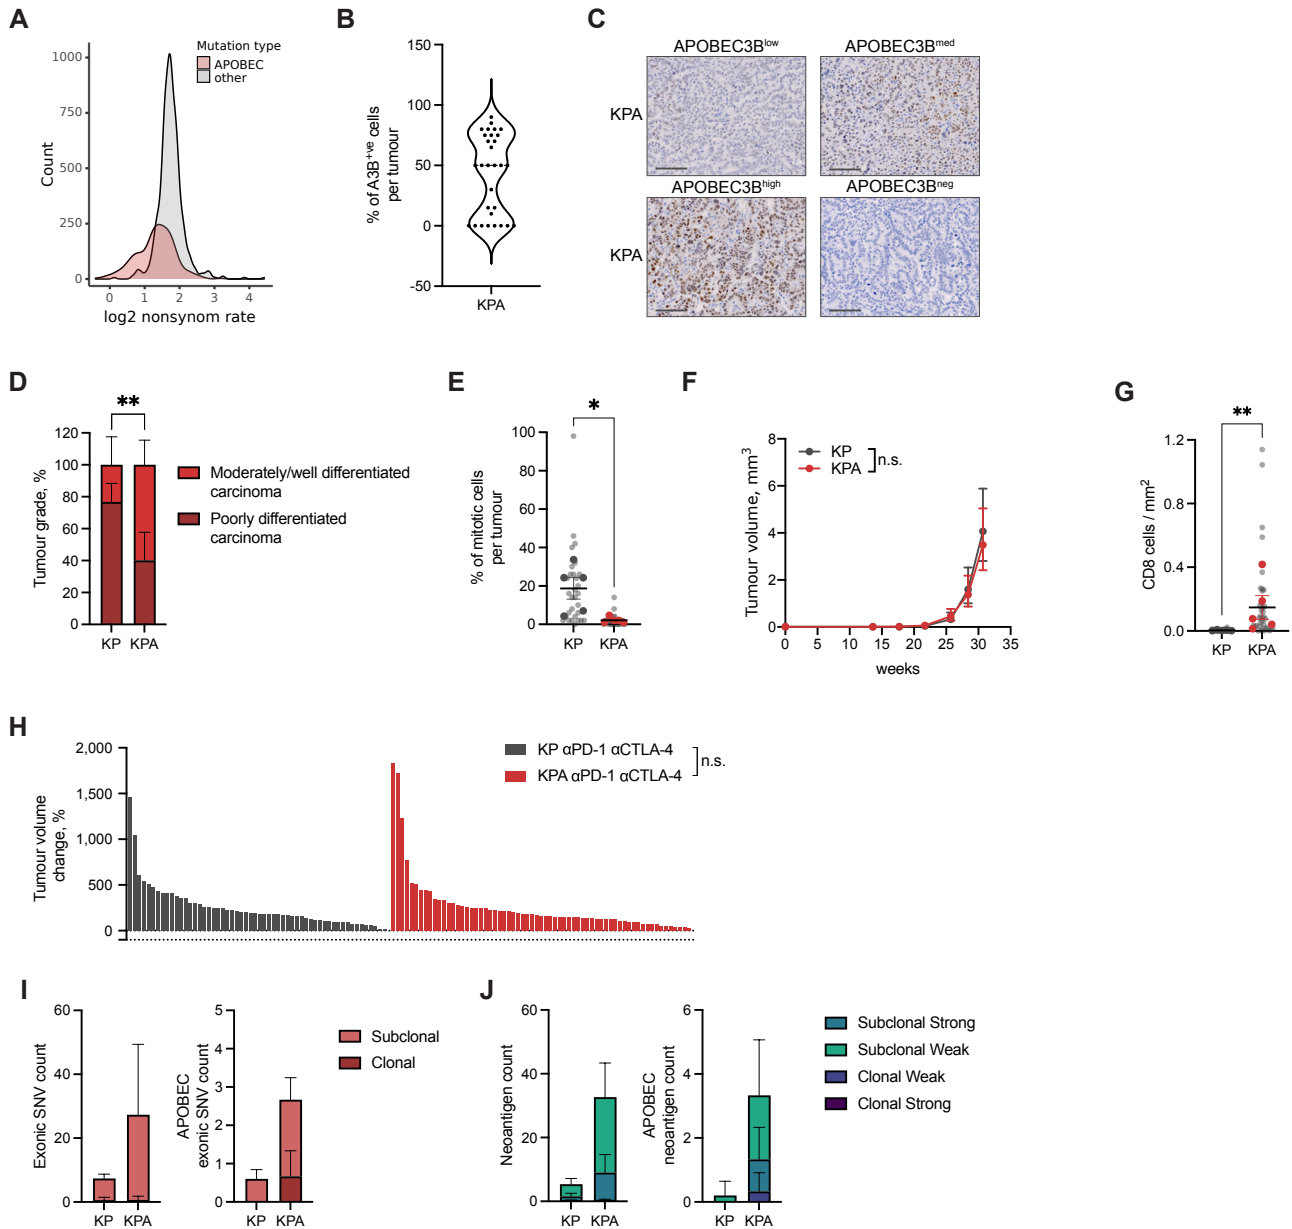 A
Mutation type
APOBEC
other
1000
750
500
250
0
Count
0 1 2 3 4
log2 nonsynom rate
B
150
100
50
0
-50
% of A3B+ve cells
per tumour
KPA
C
APOBEC3Blow
APOBEC3Bmed
KPA
APOBEC3Bhigh
APOBEC3Bneg
KPA
D
**
120
100
80
60
40
20
0
Tumour grade, %
KP KPA
Moderately/well differentiated
carcinoma
Poorly differentiated
carcinoma
E
*
100
80
60
40
20
0
% of mitotic cells
per tumour
KP KPA
F
8
6
4
2
0
Tumour volume, mm3
KP
KPA
n.s.
0 5 10 15 20 25 30 35
weeks
G
**
1.2
0.8
0.4
0.0
CD8 cells / mm2
KP KPA
H
2,000
1,500
1,000
500
0
Tumour volume
change, %
KP αPD-1 αCTLA-4
KPA αPD-1 αCTLA-4
n.s.
I
60
40
20
0
Exonic SNV count
KP KPA
5
4
3
2
1
0
APOBEC
exonic SNV count
KP KPA
Subclonal
Clonal
J
60
40
20
0
Neoantigen count
KP KPA
6
4
2
0
APOBEC
neoantigen count
KP KPA
Subclonal Strong
Subclonal Weak
Clonal Weak
Clonal Strong